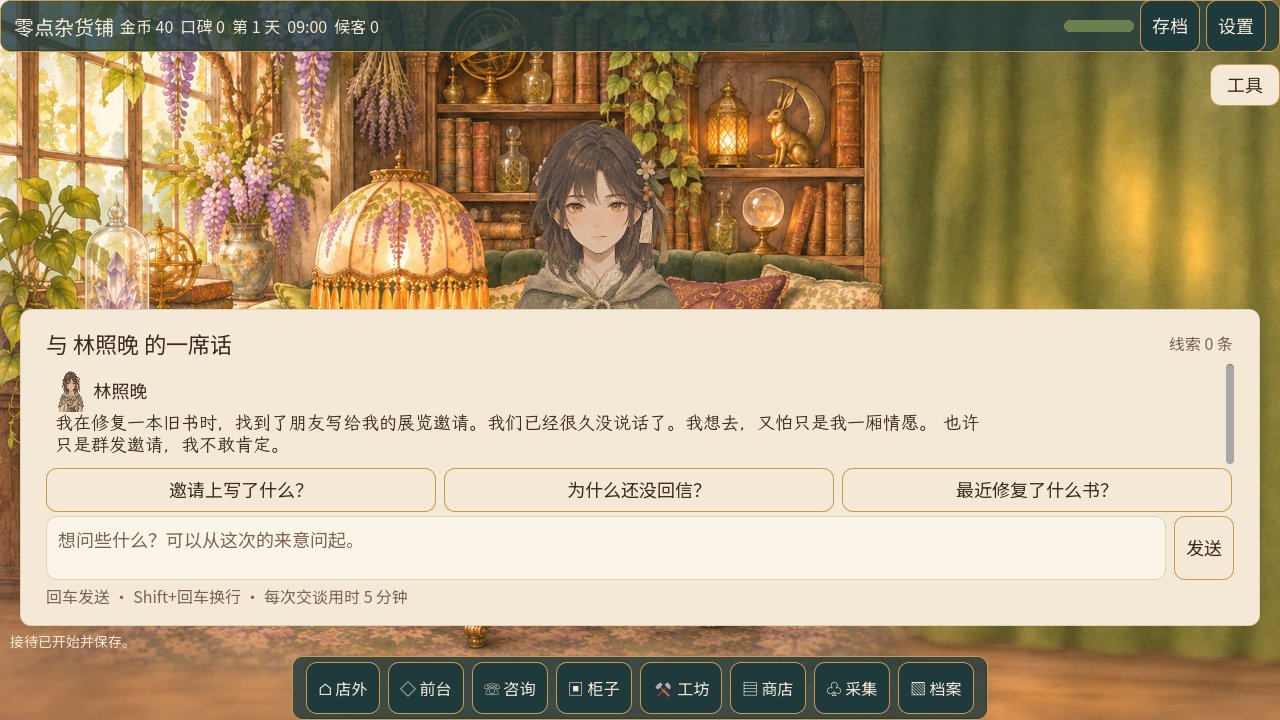 零点杂货铺 金币 40 口碑 0 第 1 天 09:00 候客 0
存档
设置
工具
与 林照晚 的一席话
线索 0 条
林照晚
我在修复一本旧书时，找到了朋友写给我的展览邀请。我们已经很久没说话了。我想去，又怕只是我一厢情愿。 也许
只是群发邀请，我不敢肯定。
邀请上写了什么？
为什么还没回信？
最近修复了什么书？
想问些什么？可以从这次的来意问起。
发送
回车发送 · Shift+回车换行 · 每次交谈用时 5 分钟
接待已开始并保存。
店外
前台
咨询
柜子
工坊
商店
采集
档案